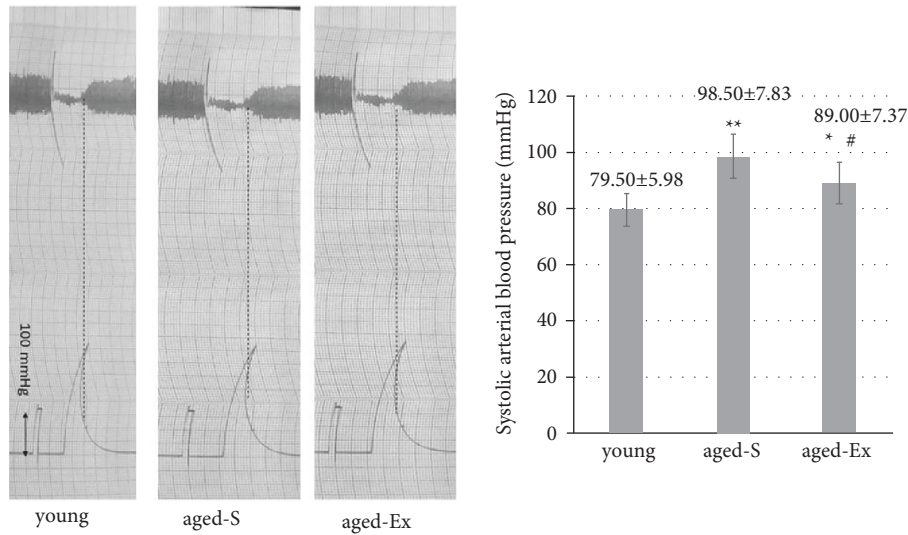 100 mmHg
young
aged-S
aged-Ex
Systolic arterial blood pressure (mmHg)
120
100
80
60
40
20
0
79.50±5.98
98.50±7.83
**
89.00±7.37
* #
young
aged-S
aged-Ex